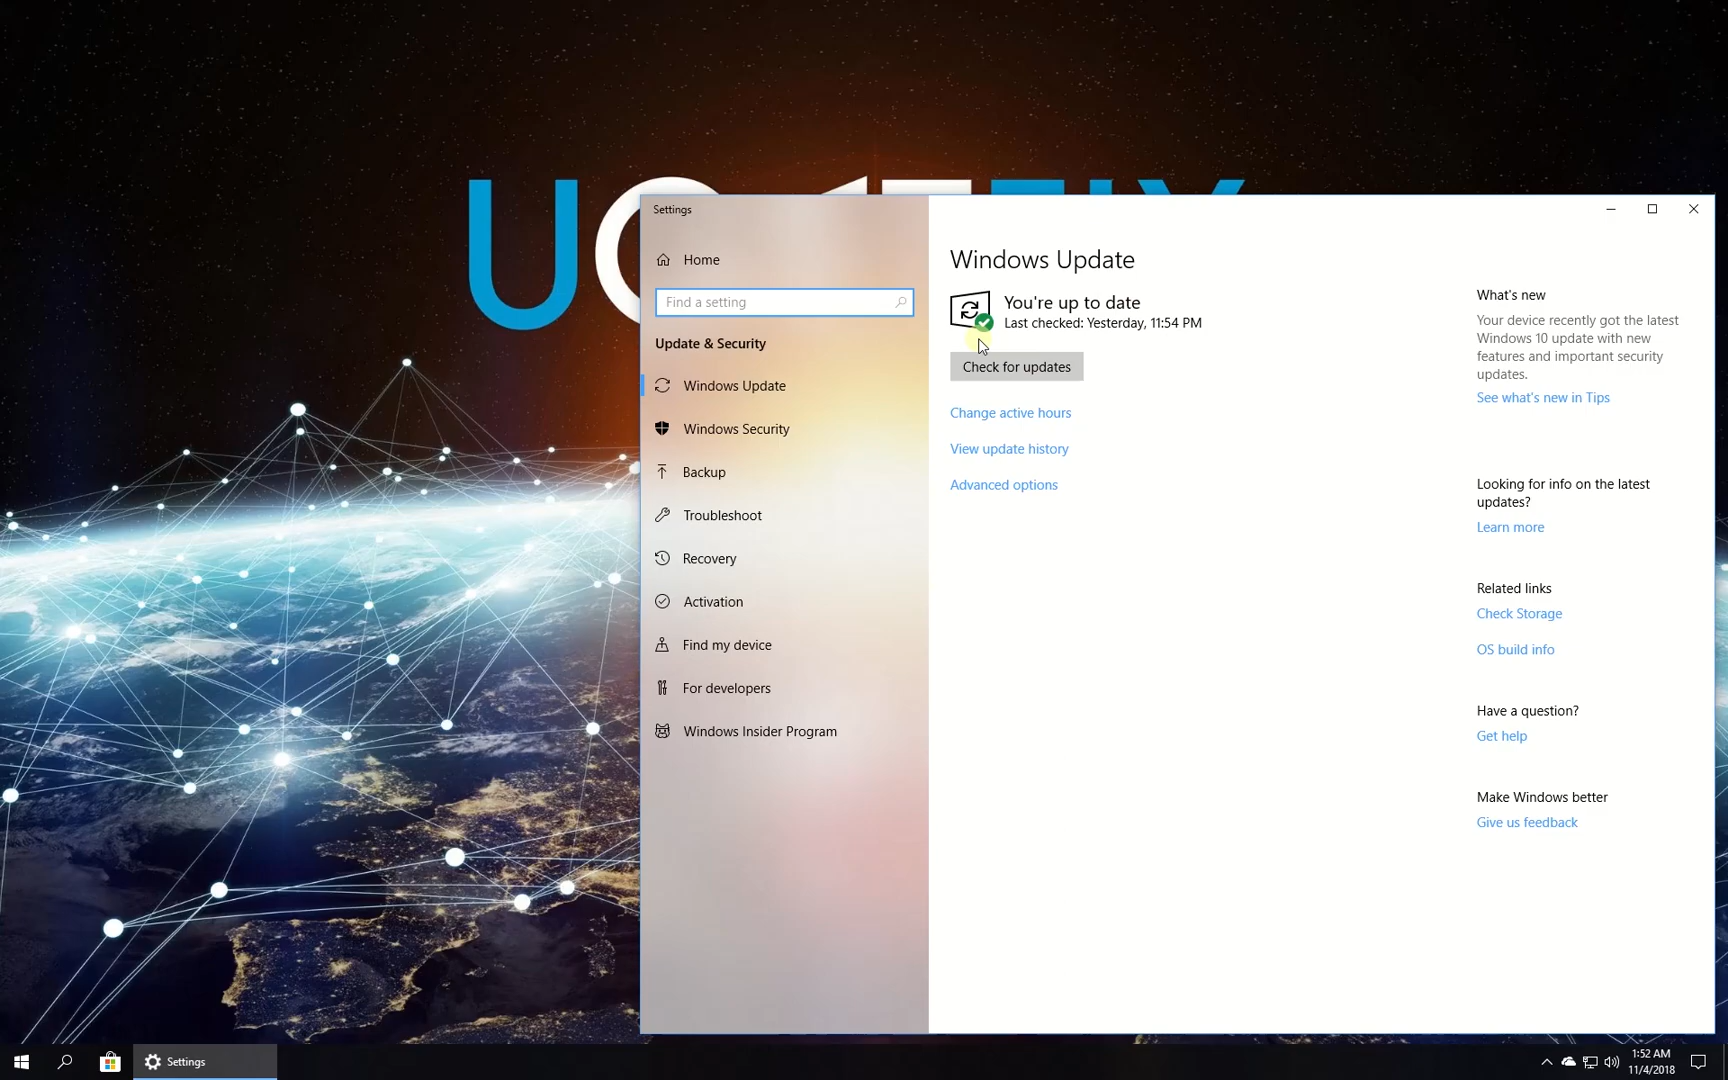 Settings
Home
Find a setting
Update & Security
Windows Update
Windows Security
Backup
Troubleshoot
Recovery
Activation
Find my device
For developers
Windows Insider Program
Windows Update
You're up to date
Last checked: Yesterday, 11:54 PM
Check for updates
Change active hours
View update history
Advanced options
What's new
Your device recently got the latest
Windows 10 update with new
features and important security
updates.
See what's new in Tips
Looking for info on the latest
updates?
Learn more
Related links
Check Storage
OS build info
Have a question?
Get help
Make Windows better
Give us feedback
Settings
1:52 AM
11/4/2018